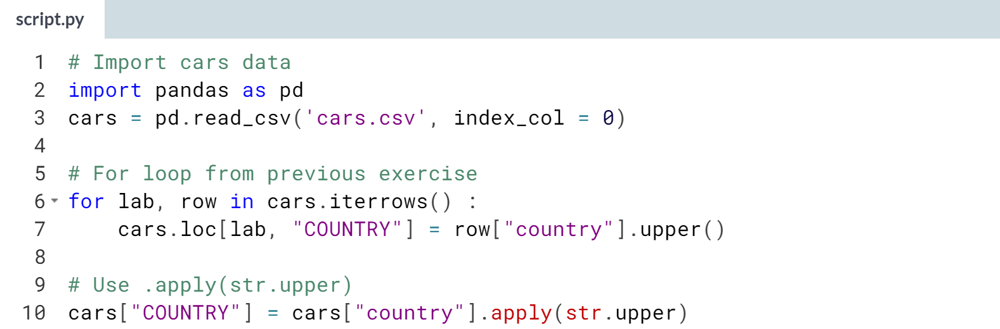 script.py
1 # Import cars data
2 import pandas as pd
3 cars = pd.read_csv('cars.csv', index_col = 0)
4
5 # For loop from previous exercise
6 for lab, row in cars.iterrows() :
7     cars.loc[lab, "COUNTRY"] = row["country"].upper()
8
9 # Use .apply(str.upper)
10 cars["COUNTRY"] = cars["country"].apply(str.upper)